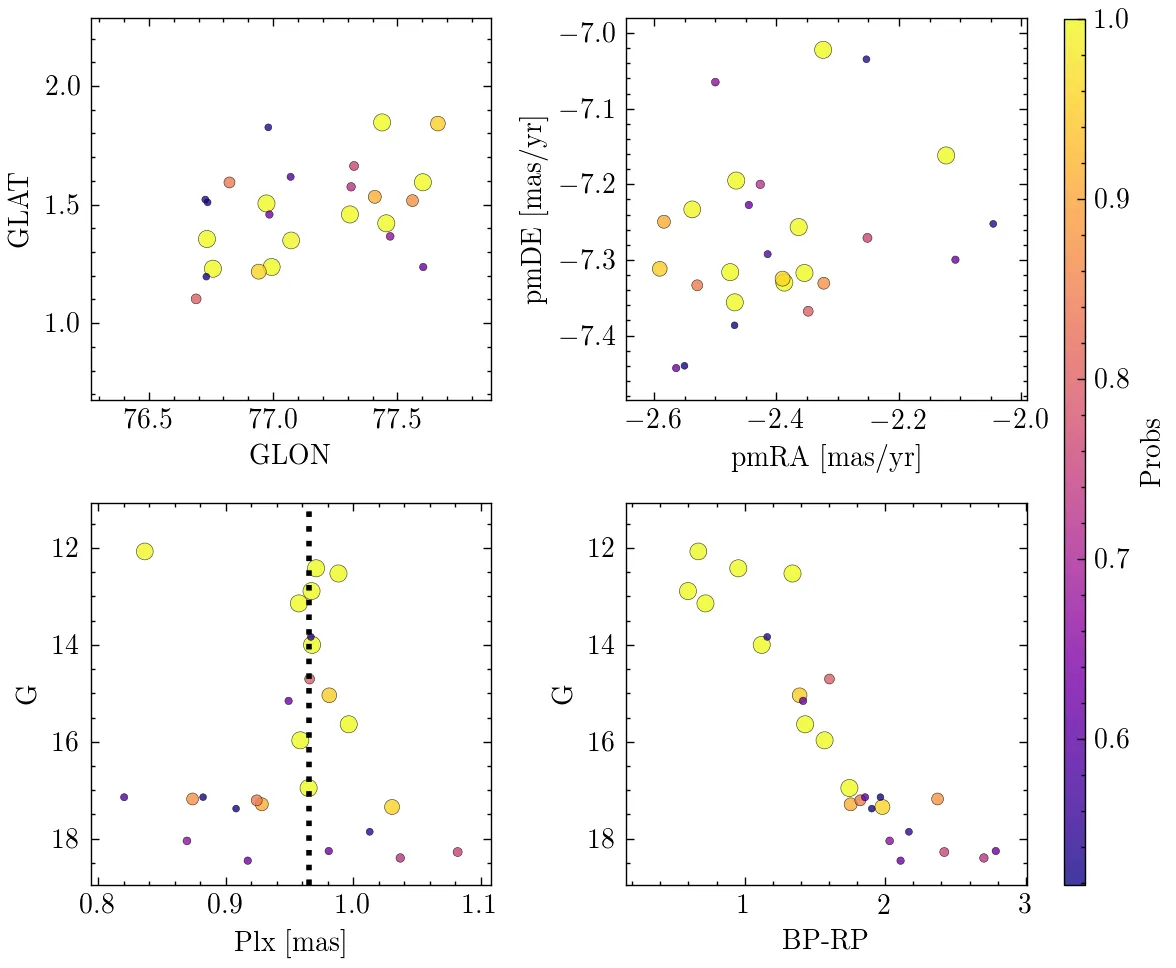 2.0
1.5
1.0
GLAT
76.5 77.0 77.5
GLON
−7.0
−7.1
−7.2
−7.3
−7.4
pmDE [mas/yr]
−2.6 −2.4 −2.2 −2.0
pmRA [mas/yr]
1.0
0.9
0.8
0.7
0.6
Probs
12
14
16
18
G
0.8 0.9 1.0 1.1
Plx [mas]
12
14
16
18
G
1 2 3
BP-RP